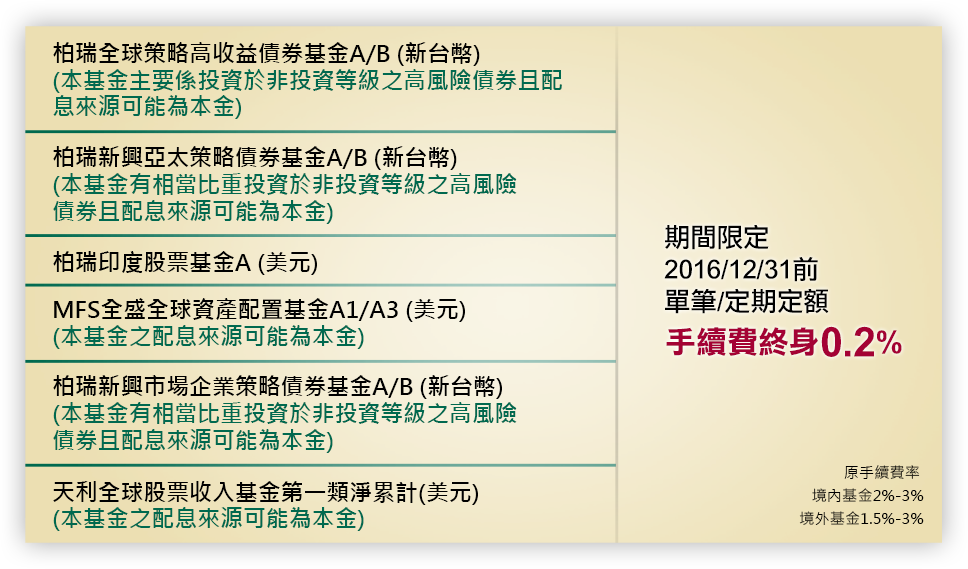 柏瑞全球策略高收益債券基金A/B (新台幣)
(本基金主要係投資於非投資等級之高風險債券且配
息來源可能為本金)
柏瑞新興亞太策略債券基金A/B (新台幣)
(本基金有相當比重投資於非投資等級之高風險
債券且配息來源可能為本金)
柏瑞印度股票基金A (美元)
MFS全盛全球資產配置基金A1/A3 (美元)
(本基金之配息來源可能為本金)
柏瑞新興市場企業策略債券基金A/B (新台幣)
(本基金有相當比重投資於非投資等級之高風險
債券且配息來源可能為本金)
天利全球股票收入基金第一類淨累計(美元)
(本基金之配息來源可能為本金)
期間限定
2016/12/31前
單筆/定期定額
手續費終身0.2%
原手續費率
境內基金2%-3%
境外基金1.5%-3%